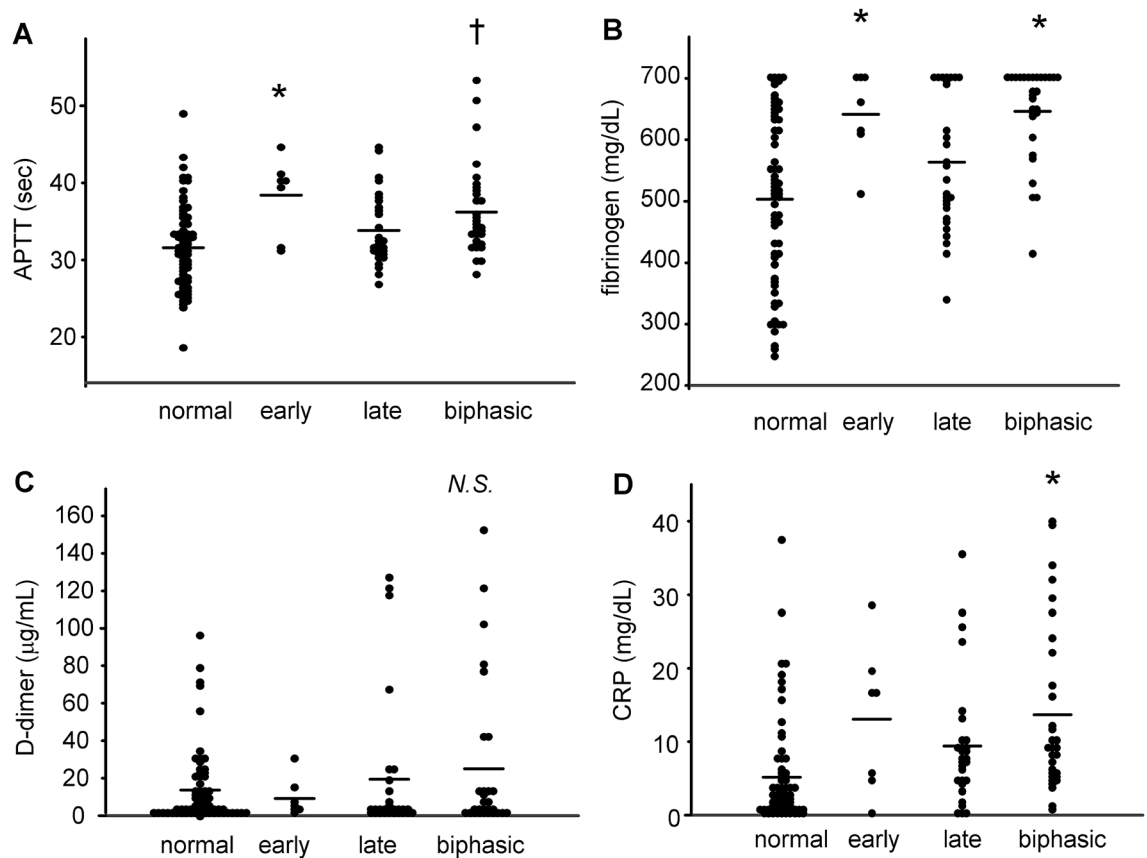 A
APTT (sec)
50
40
30
20
*
†
normal early late biphasic
B
fibrinogen (mg/dL)
700
600
500
400
300
200
*
*
normal early late biphasic
C
D-dimer (µg/mL)
160
140
120
100
80
60
40
20
0
N.S.
normal early late biphasic
D
CRP (mg/dL)
40
30
20
10
0
*
normal early late biphasic